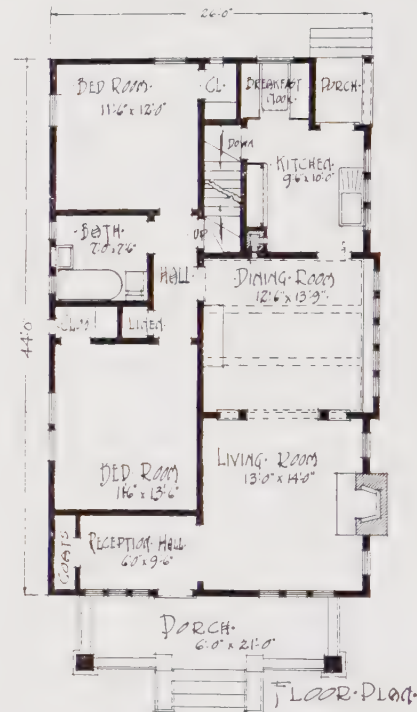 26'-0"
BED ROOM·
11'-6" x 12'-0"
CL.
BREAKFAST
NOOK
PORCH·
DOWN
KITCHEN·
9'-6" x 10'-0"
UP
·BATH·
7'-0" x 7'-6"
HALL
DINING·ROOM
12'-6" x 13'-9"
CLO.
LINEN
44'-0"
BED ROOM
11'-6" x 13'-6"
LIVING·ROOM
13'-0" x 14'-0"
COATS
RECEPTION·HALL
6'-0" x 9'-6"
PORCH·
6'-0" x 21'-0"
FLOOR·PLAN·